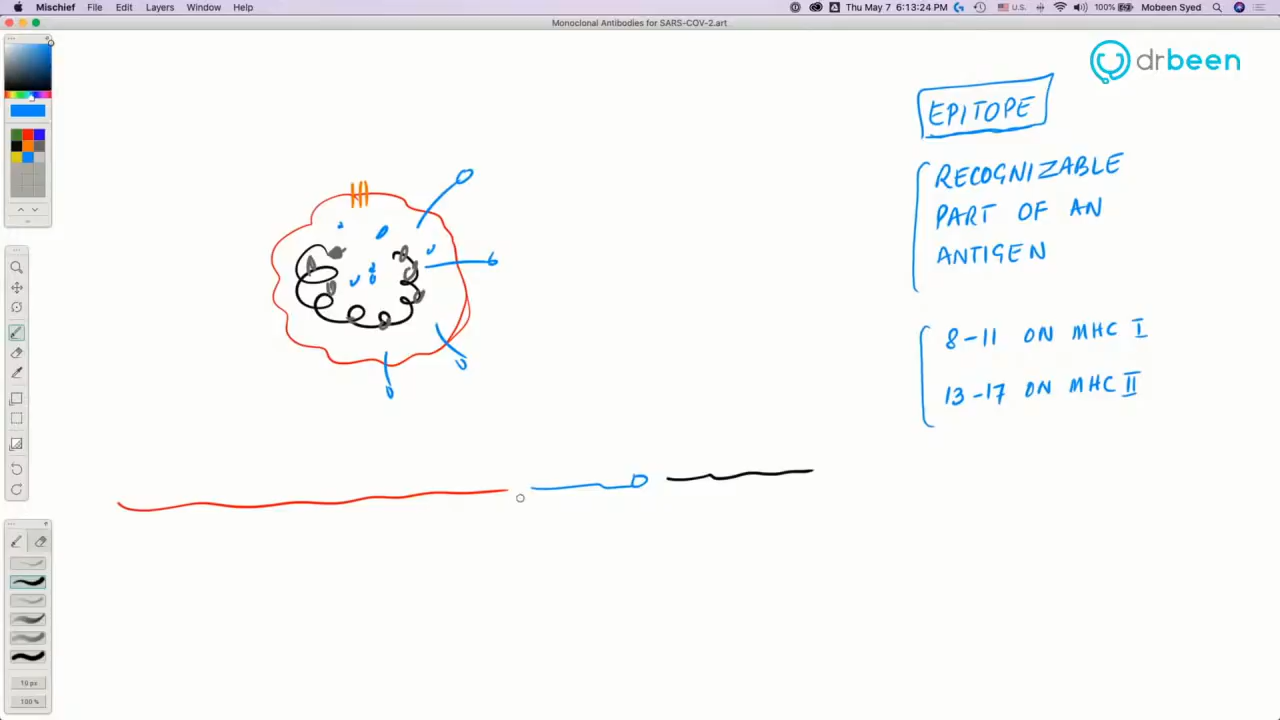 Mischief File Edit Layers Window Help
100% Thu May 7 6:13:24 PM U.S. 100% Mobeen Syed
Monoclonal Antibodies for SARS-COV-2.art
drbeen
EPITOPE
RECOGNIZABLE
PART OF AN
ANTIGEN
8-11 ON MHC I
13-17 ON MHC II
10 px
100 %